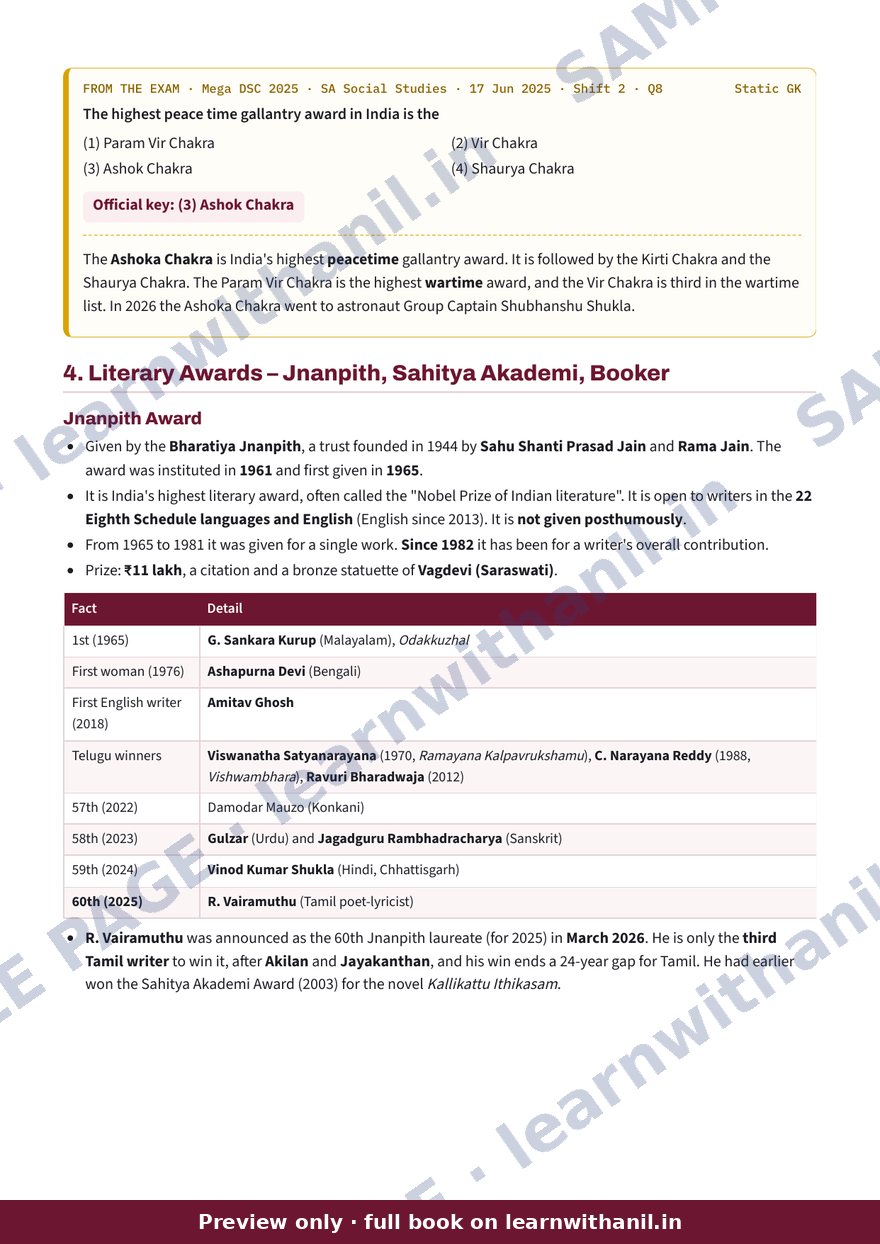 FROM THE EXAM · Mega DSC 2025 · SA Social Studies · 17 Jun 2025 · Shift 2 · Q8 Static GK
The highest peace time gallantry award in India is the
(1) Param Vir Chakra (2) Vir Chakra
(3) Ashok Chakra (4) Shaurya Chakra
Official key: (3) Ashok Chakra
The Ashoka Chakra is India's highest peacetime gallantry award. It is followed by the Kirti Chakra and the
Shaurya Chakra. The Param Vir Chakra is the highest wartime award, and the Vir Chakra is third in the wartime
list. In 2026 the Ashoka Chakra went to astronaut Group Captain Shubhanshu Shukla.
4. Literary Awards – Jnanpith, Sahitya Akademi, Booker
Jnanpith Award
• Given by the Bharatiya Jnanpith, a trust founded in 1944 by Sahu Shanti Prasad Jain and Rama Jain. The
award was instituted in 1961 and first given in 1965.
• It is India's highest literary award, often called the "Nobel Prize of Indian literature". It is open to writers in the 22
Eighth Schedule languages and English (English since 2013). It is not given posthumously.
• From 1965 to 1981 it was given for a single work. Since 1982 it has been for a writer's overall contribution.
• Prize: ₹11 lakh, a citation and a bronze statuette of Vagdevi (Saraswati).
Fact Detail
1st (1965) G. Sankara Kurup (Malayalam), Odakkuzhal
First woman (1976) Ashapurna Devi (Bengali)
First English writer Amitav Ghosh
(2018)
Telugu winners Viswanatha Satyanarayana (1970, Ramayana Kalpavrukshamu), C. Narayana Reddy (1988,
Vishwambhara), Ravuri Bharadwaja (2012)
57th (2022) Damodar Mauzo (Konkani)
58th (2023) Gulzar (Urdu) and Jagadguru Rambhadracharya (Sanskrit)
59th (2024) Vinod Kumar Shukla (Hindi, Chhattisgarh)
60th (2025) R. Vairamuthu (Tamil poet-lyricist)
• R. Vairamuthu was announced as the 60th Jnanpith laureate (for 2025) in March 2026. He is only the third
Tamil writer to win it, after Akilan and Jayakanthan, and his win ends a 24-year gap for Tamil. He had earlier
won the Sahitya Akademi Award (2003) for the novel Kallikattu Ithikasam.
Preview only · full book on learnwithanil.in
SAM
· learnwithanil.in
SA
E PAGE · learnwithanil.in
E · learnwithanil